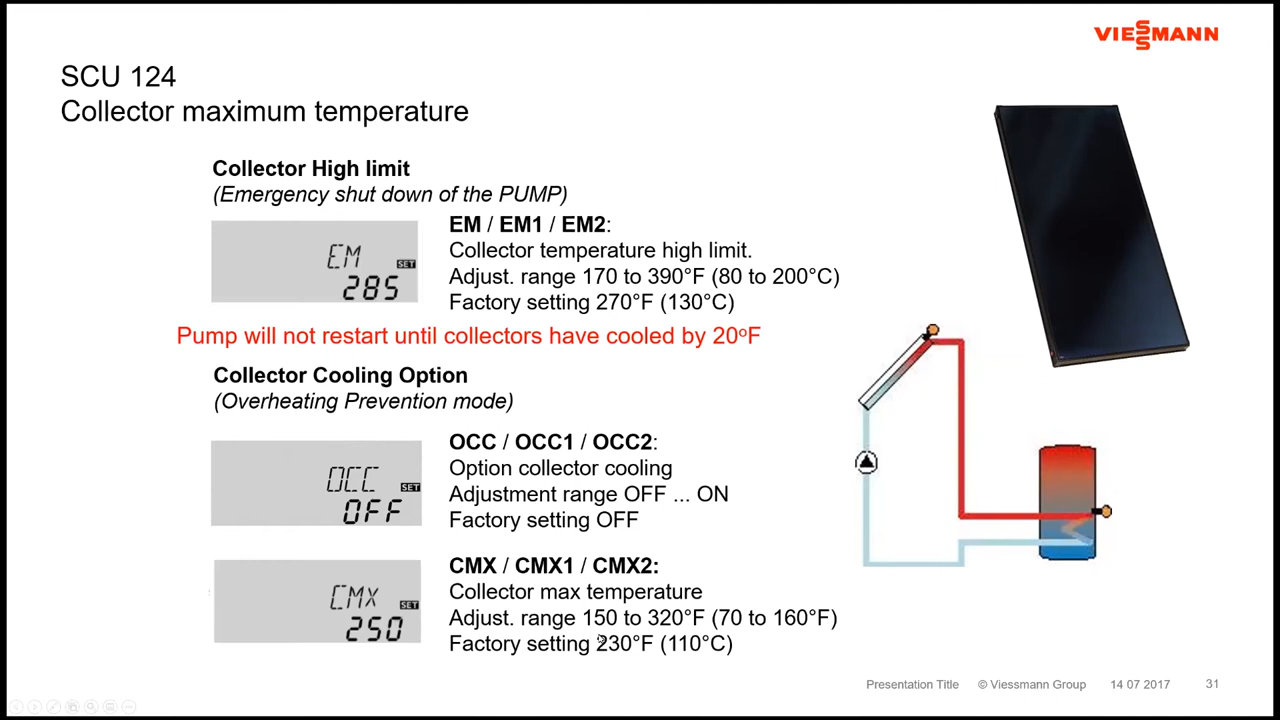 VIESSMANN
SCU 124
Collector maximum temperature
Collector High limit
(Emergency shut down of the PUMP)
EM SET
285
EM / EM1 / EM2:
Collector temperature high limit.
Adjust. range 170 to 390°F (80 to 200°C)
Factory setting 270°F (130°C)
Pump will not restart until collectors have cooled by 20°F
Collector Cooling Option
(Overheating Prevention mode)
OCC SET
OFF
OCC / OCC1 / OCC2:
Option collector cooling
Adjustment range OFF ... ON
Factory setting OFF
CMX SET
250
CMX / CMX1 / CMX2:
Collector max temperature
Adjust. range 150 to 320°F (70 to 160°F)
Factory setting 230°F (110°C)
Presentation Title © Viessmann Group 14 07 2017 31